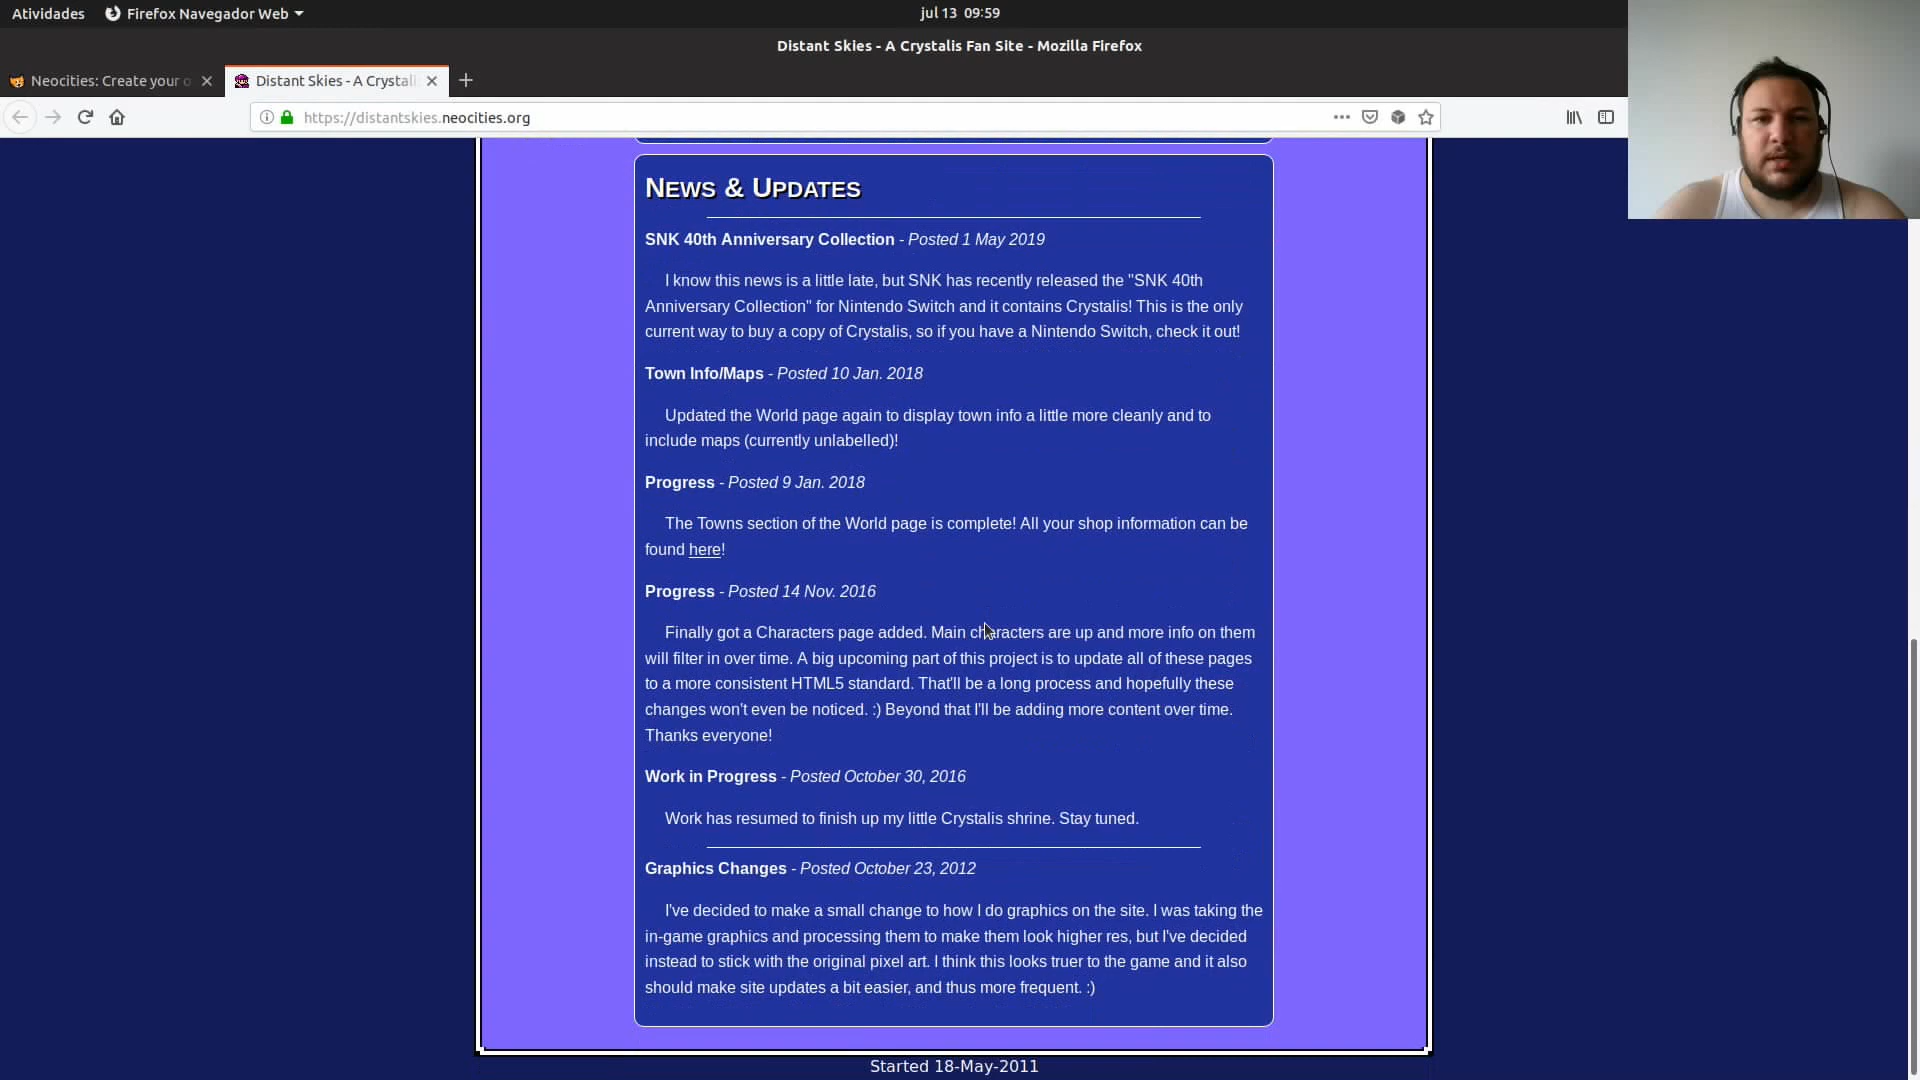 Atividades
Firefox Navegador Web
jul 13 09:59
Distant Skies - A Crystalis Fan Site - Mozilla Firefox
Neocities: Create your o
Distant Skies - A Crystali
https://distantskies.neocities.org
NEWS & UPDATES
SNK 40th Anniversary Collection - Posted 1 May 2019
I know this news is a little late, but SNK has recently released the "SNK 40th
Anniversary Collection" for Nintendo Switch and it contains Crystalis! This is the only
current way to buy a copy of Crystalis, so if you have a Nintendo Switch, check it out!
Town Info/Maps - Posted 10 Jan. 2018
Updated the World page again to display town info a little more cleanly and to
include maps (currently unlabelled)!
Progress - Posted 9 Jan. 2018
The Towns section of the World page is complete! All your shop information can be
found here!
Progress - Posted 14 Nov. 2016
Finally got a Characters page added. Main characters are up and more info on them
will filter in over time. A big upcoming part of this project is to update all of these pages
to a more consistent HTML5 standard. That'll be a long process and hopefully these
changes won't even be noticed. :) Beyond that I'll be adding more content over time.
Thanks everyone!
Work in Progress - Posted October 30, 2016
Work has resumed to finish up my little Crystalis shrine. Stay tuned.
Graphics Changes - Posted October 23, 2012
I've decided to make a small change to how I do graphics on the site. I was taking the
in-game graphics and processing them to make them look higher res, but I've decided
instead to stick with the original pixel art. I think this looks truer to the game and it also
should make site updates a bit easier, and thus more frequent. :)
Started 18-May-2011